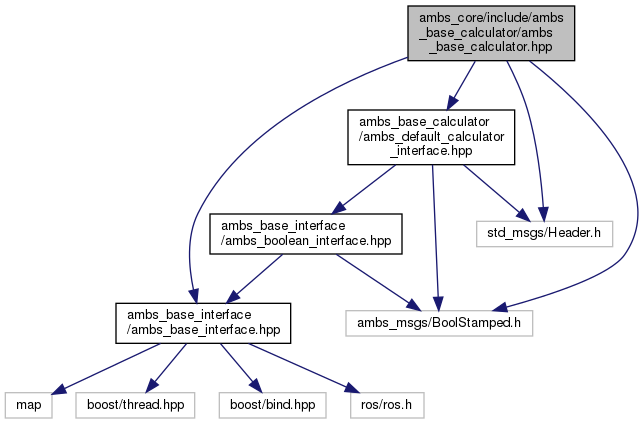 ambs_core/include/ambs
_base_calculator/ambs
_base_calculator.hpp
ambs_base_calculator
/ambs_default_calculator
_interface.hpp
ambs_base_interface
/ambs_boolean_interface.hpp
std_msgs/Header.h
ambs_base_interface
/ambs_base_interface.hpp
ambs_msgs/BoolStamped.h
map
boost/thread.hpp
boost/bind.hpp
ros/ros.h